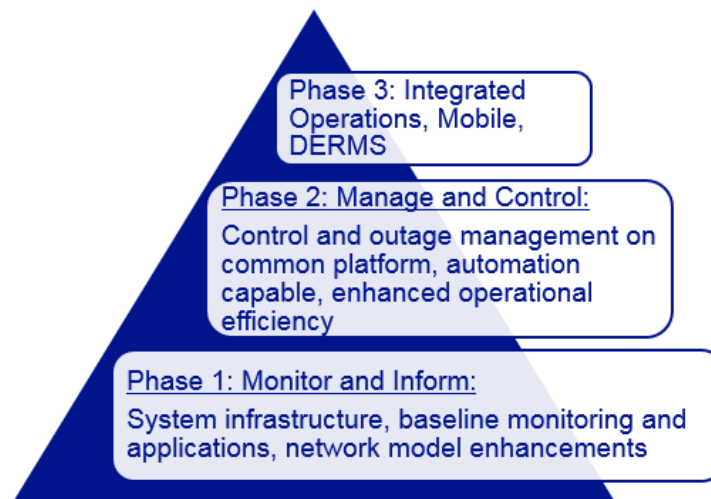 Phase 3: Integrated
Operations, Mobile,
DERMS
Phase 2: Manage and Control:
Control and outage management on
common platform, automation
capable, enhanced operational
efficiency
Phase 1: Monitor and Inform:
System infrastructure, baseline monitoring and
applications, network model enhancements